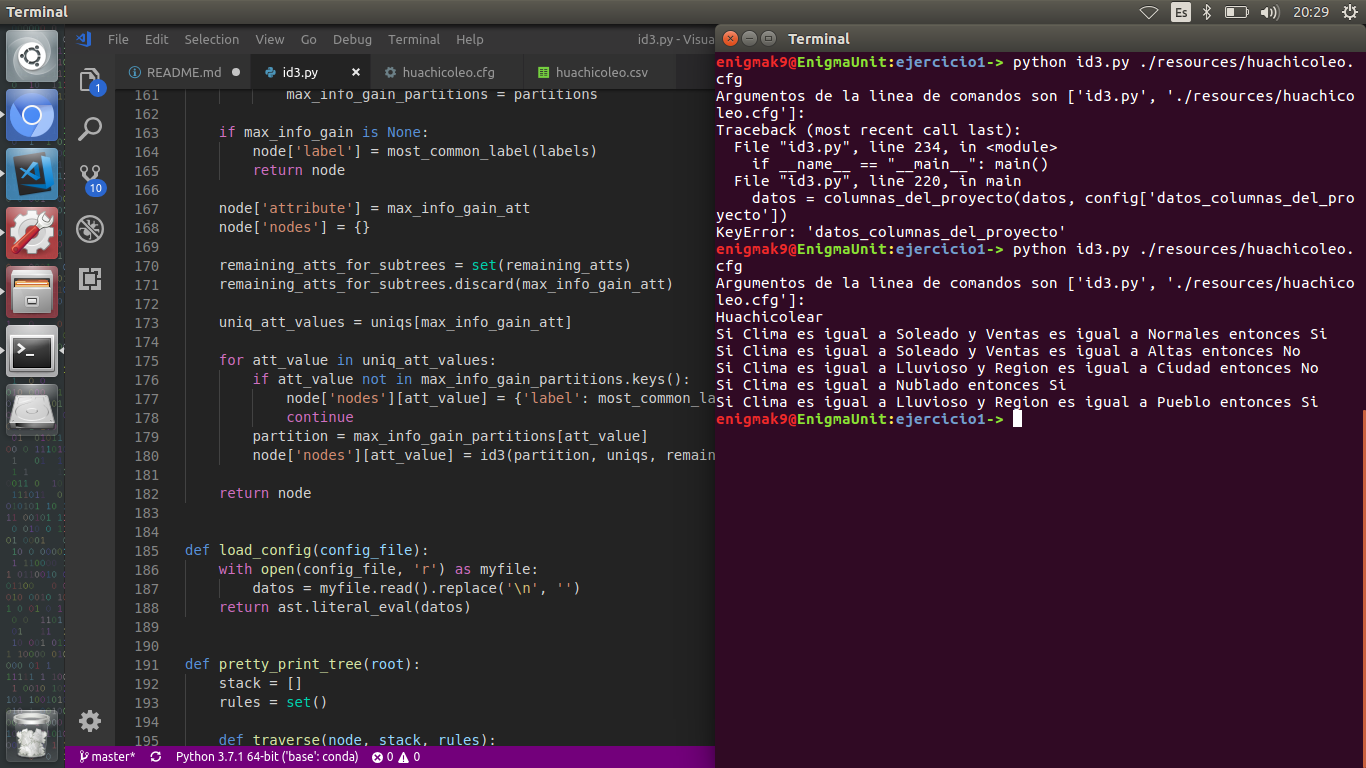 Terminal
Es
20:29
File Edit Selection View Go Debug Terminal Help
id3.py - Visua
README.md
id3.py
huachicoleo.cfg
huachicoleo.csv
1
10
161 max_info_gain_partitions = partitions
162
163 if max_info_gain is None:
164 node['label'] = most_common_label(labels)
165 return node
166
167 node['attribute'] = max_info_gain_att
168 node['nodes'] = {}
169
170 remaining_atts_for_subtrees = set(remaining_atts)
171 remaining_atts_for_subtrees.discard(max_info_gain_att)
172
173 uniq_att_values = uniqs[max_info_gain_att]
174
175 for att_value in uniq_att_values:
176 if att_value not in max_info_gain_partitions.keys():
177 node['nodes'][att_value] = {'label': most_common_la
178 continue
179 partition = max_info_gain_partitions[att_value]
180 node['nodes'][att_value] = id3(partition, uniqs, remain
181
182 return node
183
184
185 def load_config(config_file):
186 with open(config_file, 'r') as myfile:
187 datos = myfile.read().replace('\n', '')
188 return ast.literal_eval(datos)
189
190
191 def pretty_print_tree(root):
192 stack = []
193 rules = set()
194
195 def traverse(node, stack, rules):
master*
Python 3.7.1 64-bit ('base': conda)
0
0
Terminal
enigmak9@EnigmaUnit:ejercicio1-> python id3.py ./resources/huachicoleo.
cfg
Argumentos de la linea de comandos son ['id3.py', './resources/huachico
leo.cfg']:
Traceback (most recent call last):
File "id3.py", line 234, in <module>
if __name__ == "__main__": main()
File "id3.py", line 220, in main
datos = columnas_del_proyecto(datos, config['datos_columnas_del_pro
yecto'])
KeyError: 'datos_columnas_del_proyecto'
enigmak9@EnigmaUnit:ejercicio1-> python id3.py ./resources/huachicoleo.
cfg
Argumentos de la linea de comandos son ['id3.py', './resources/huachico
leo.cfg']:
Huachicolear
Si Clima es igual a Soleado y Ventas es igual a Normales entonces Si
Si Clima es igual a Soleado y Ventas es igual a Altas entonces No
Si Clima es igual a Lluvioso y Region es igual a Ciudad entonces No
Si Clima es igual a Nublado entonces Si
Si Clima es igual a Lluvioso y Region es igual a Pueblo entonces Si
enigmak9@EnigmaUnit:ejercicio1->